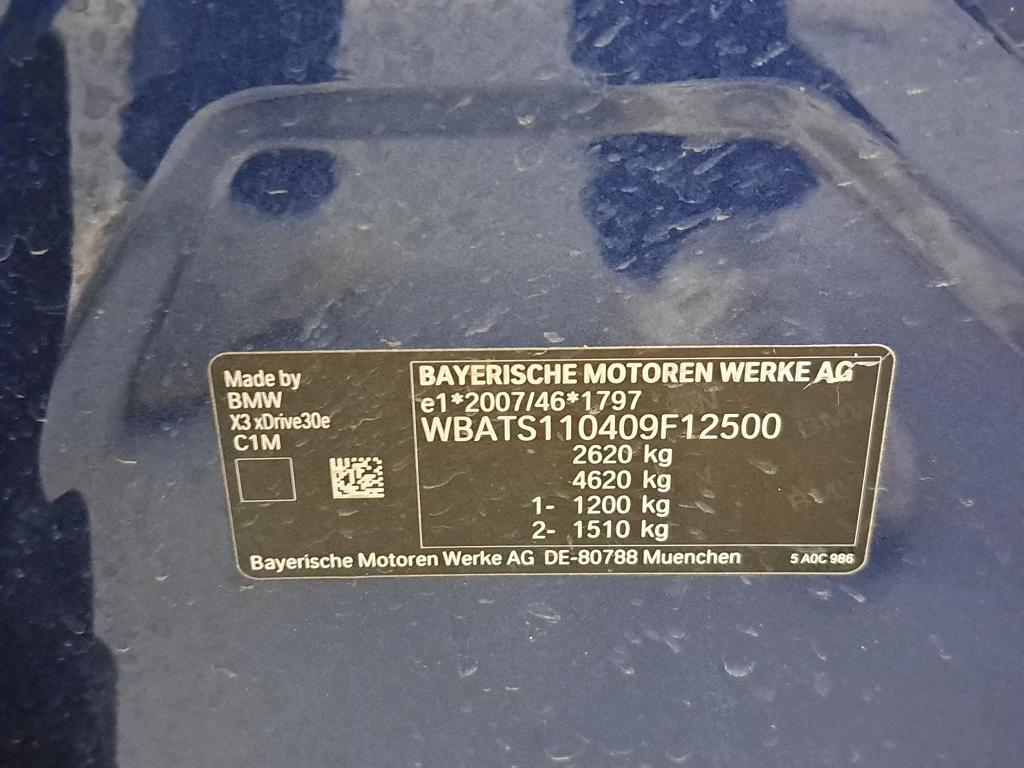 Made by
BMW
X3 xDrive30e
C1M
BAYERISCHE MOTOREN WERKE AG
e1*2007/46*1797
WBATS110409F12500
2620 kg
4620 kg
1- 1200 kg
2- 1510 kg
Bayerische Motoren Werke AG DE-80788 Muenchen
5 A0C 986